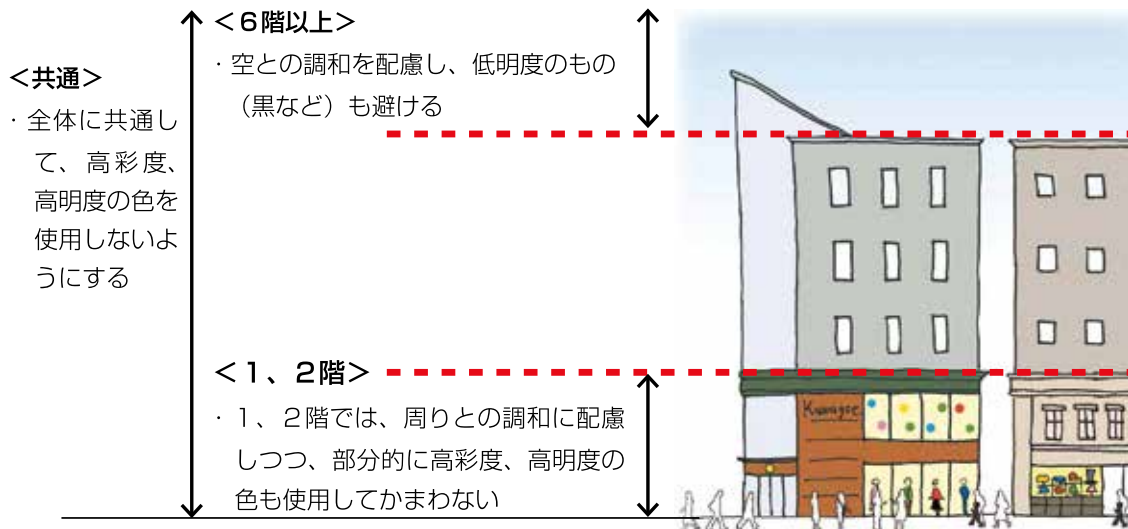 <共通>
・全体に共通し
て、高彩度、
高明度の色を
使用しないよ
うにする
<6階以上>
・空との調和を配慮し、低明度のもの
(黒など)も避ける
<1、2階>
・1、2階では、周りとの調和に配慮
しつつ、部分的に高彩度、高明度の
色も使用してかまわない